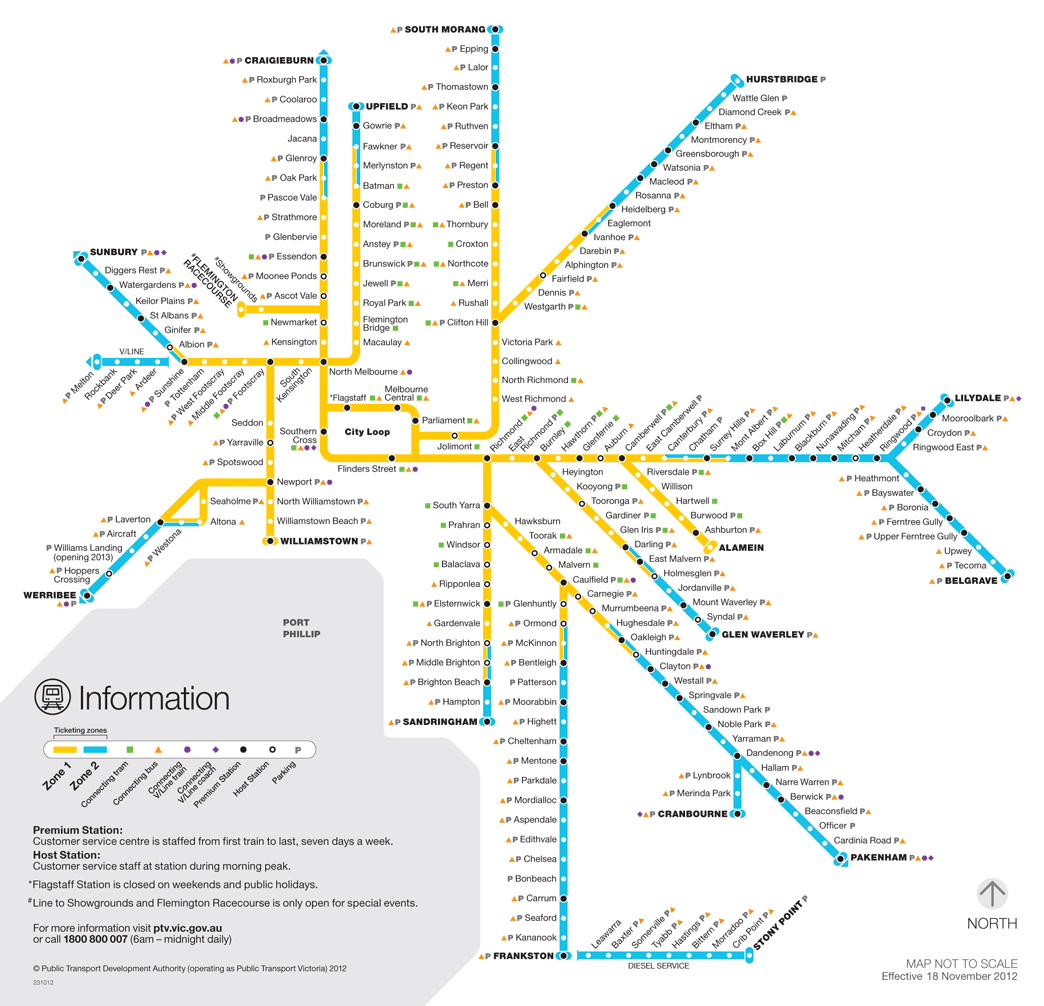 SOUTH MORANG
Epping
Lalor
Thomastown
Keon Park
Ruthven
Reservoir
Regent
Preston
Bell
Thornbury
Croxton
Northcote
Merri
Rushall
Clifton Hill
Victoria Park
Collingwood
North Richmond
West Richmond
CRAIGIEBURN
Roxburgh Park
Coolaroo
Broadmeadows
Jacana
Glenroy
Oak Park
Pascoe Vale
Strathmore
Glenbervie
Essendon
Moonee Ponds
Ascot Vale
Newmarket
Kensington
UPFIELD
Gowrie
Fawkner
Merlynston
Batman
Coburg
Moreland
Anstey
Brunswick
Jewell
Royal Park
Flemington
Bridge
Macaulay
North Melbourne
HURSTBRIDGE
Wattle Glen
Diamond Creek
Eltham
Montmorency
Greensborough
Watsonia
Macleod
Rosanna
Heidelberg
Eaglemont
Ivanhoe
Darebin
Alphington
Fairfield
Dennis
Westgarth
SUNBURY
Diggers Rest
Watergardens
Keilor Plains
St Albans
Ginifer
Albion
#Showgrounds
#FLEMINGTON
RACECOURSE
V/LINE
Melton
Rockbank
Deer Park
Ardeer
Sunshine
Tottenham
West Footscray
Middle Footscray
Footscray
South
Kensington
*Flagstaff
Melbourne
Central
Parliament
City Loop
Jolimont
Southern
Cross
Flinders Street
Richmond
East
Richmond
Burnley
Hawthorn
Glenferrie
Auburn
Camberwell
East Camberwell
Canterbury
Chatham
Surrey Hills
Mont Albert
Box Hill
Laburnum
Blackburn
Nunawading
Mitcham
Heatherdale
Ringwood
LILYDALE
Mooroolbark
Croydon
Ringwood East
Heathmont
Bayswater
Boronia
Ferntree Gully
Upper Ferntree Gully
Upwey
Tecoma
BELGRAVE
Seddon
Yarraville
Spotswood
Newport
North Williamstown
Williamstown Beach
WILLIAMSTOWN
Seaholme
Altona
Westona
Laverton
Aircraft
Williams Landing
(opening 2013)
Hoppers
Crossing
WERRIBEE
Heyington
Kooyong
Tooronga
Gardiner
Glen Iris
Darling
East Malvern
Holmesglen
Jordanville
Mount Waverley
Syndal
GLEN WAVERLEY
Riversdale
Willison
Hartwell
Burwood
Ashburton
ALAMEIN
South Yarra
Prahran
Windsor
Balaclava
Ripponlea
Elsternwick
Gardenvale
North Brighton
Middle Brighton
Brighton Beach
Hampton
SANDRINGHAM
Hawksburn
Toorak
Armadale
Malvern
Caulfield
Carnegie
Murrumbeena
Hughesdale
Oakleigh
Huntingdale
Clayton
Westall
Springvale
Sandown Park
Noble Park
Yarraman
Dandenong
Hallam
Narre Warren
Berwick
Beaconsfield
Officer
Cardinia Road
PAKENHAM
Lynbrook
Merinda Park
CRANBOURNE
Glenhuntly
Ormond
McKinnon
Bentleigh
Patterson
Moorabbin
Highett
Cheltenham
Mentone
Parkdale
Mordialloc
Aspendale
Edithvale
Chelsea
Bonbeach
Carrum
Seaford
Kananook
FRANKSTON
Leawarra
Baxter
Somerville
Tyabb
Hastings
Bittern
Morradoo
Crib Point
STONY POINT
DIESEL SERVICE
PORT
PHILLIP
Information
Ticketing zones
Zone 1
Zone 2
Connecting tram
Connecting bus
Connecting
V/Line train
Connecting
V/Line coach
Premium Station
Host Station
Parking
Premium Station:
Customer service centre is staffed from first train to last, seven days a week.
Host Station:
Customer service staff at station during morning peak.
*Flagstaff Station is closed on weekends and public holidays.
#Line to Showgrounds and Flemington Racecourse is only open for special events.
For more information visit ptv.vic.gov.au
or call 1800 800 007 (6am – midnight daily)
© Public Transport Development Authority (operating as Public Transport Victoria) 2012
231012
NORTH
MAP NOT TO SCALE
Effective 18 November 2012